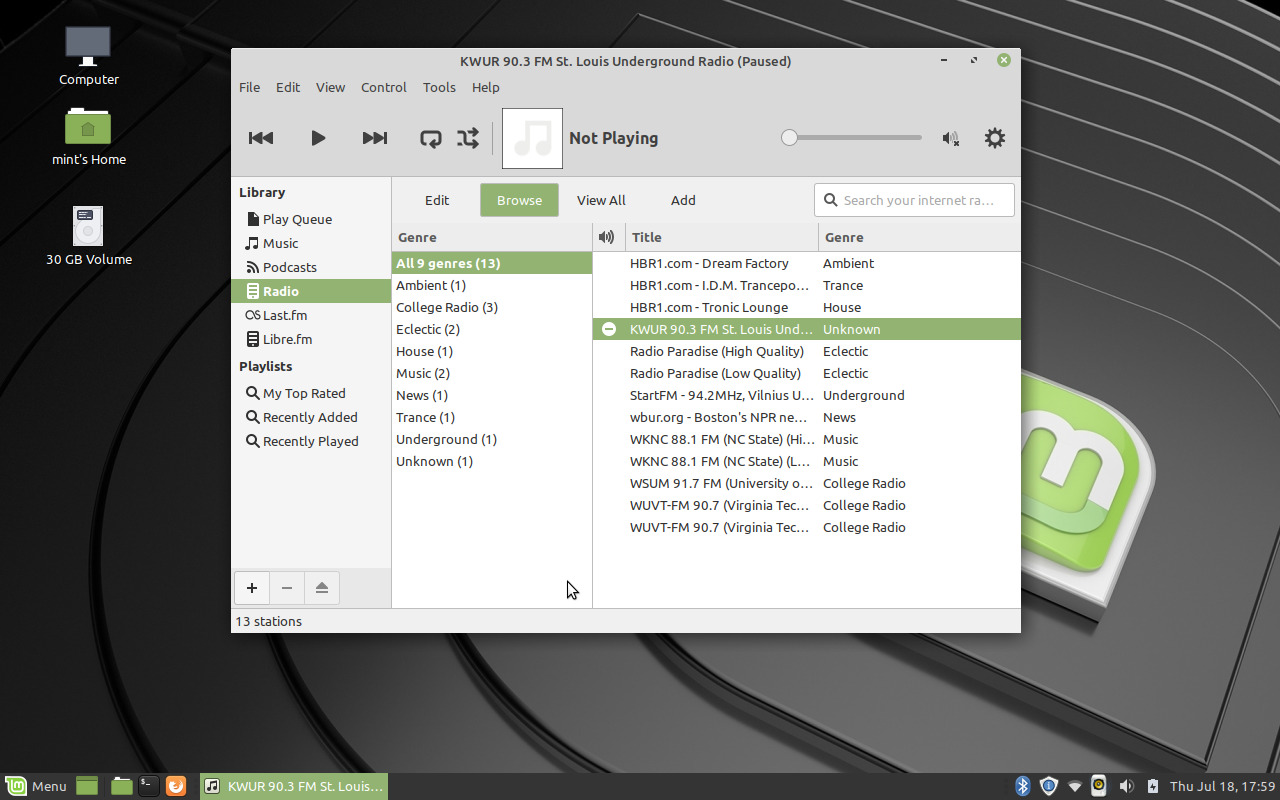 Computer
mint's Home
30 GB Volume
KWUR 90.3 FM St. Louis Underground Radio (Paused)
File Edit View Control Tools Help
Not Playing
Library
Play Queue
Music
Podcasts
Radio
Last.fm
Libre.fm
Playlists
My Top Rated
Recently Added
Recently Played
Edit Browse View All Add Search your internet ra...
Genre
All 9 genres (13)
Ambient (1)
College Radio (3)
Eclectic (2)
House (1)
Music (2)
News (1)
Trance (1)
Underground (1)
Unknown (1)
Title Genre
HBR1.com - Dream Factory Ambient
HBR1.com - I.D.M. Trancepo... Trance
HBR1.com - Tronic Lounge House
KWUR 90.3 FM St. Louis Und... Unknown
Radio Paradise (High Quality) Eclectic
Radio Paradise (Low Quality) Eclectic
StartFM - 94.2MHz, Vilnius U... Underground
wbur.org - Boston's NPR ne... News
WKNC 88.1 FM (NC State) (Hi... Music
WKNC 88.1 FM (NC State) (L... Music
WSUM 91.7 FM (University o... College Radio
WUVT-FM 90.7 (Virginia Tec... College Radio
WUVT-FM 90.7 (Virginia Tec... College Radio
13 stations
Menu KWUR 90.3 FM St. Louis... Thu Jul 18, 17:59